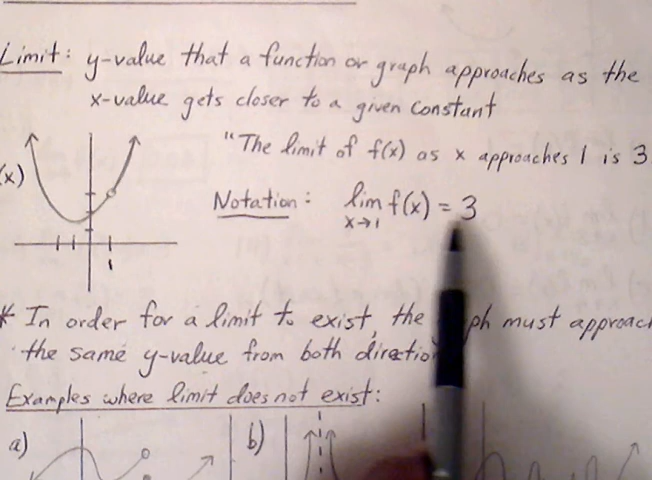 Limit: y-value that a function or graph approaches as the
x-value gets closer to a given constant
"The limit of f(x) as x approaches 1 is 3
(x)
Notation: lim f(x) = 3
x→1
1
* In order for a limit to exist, the must approach
the same y-value from both
Examples where limit does not exist:
a) b)